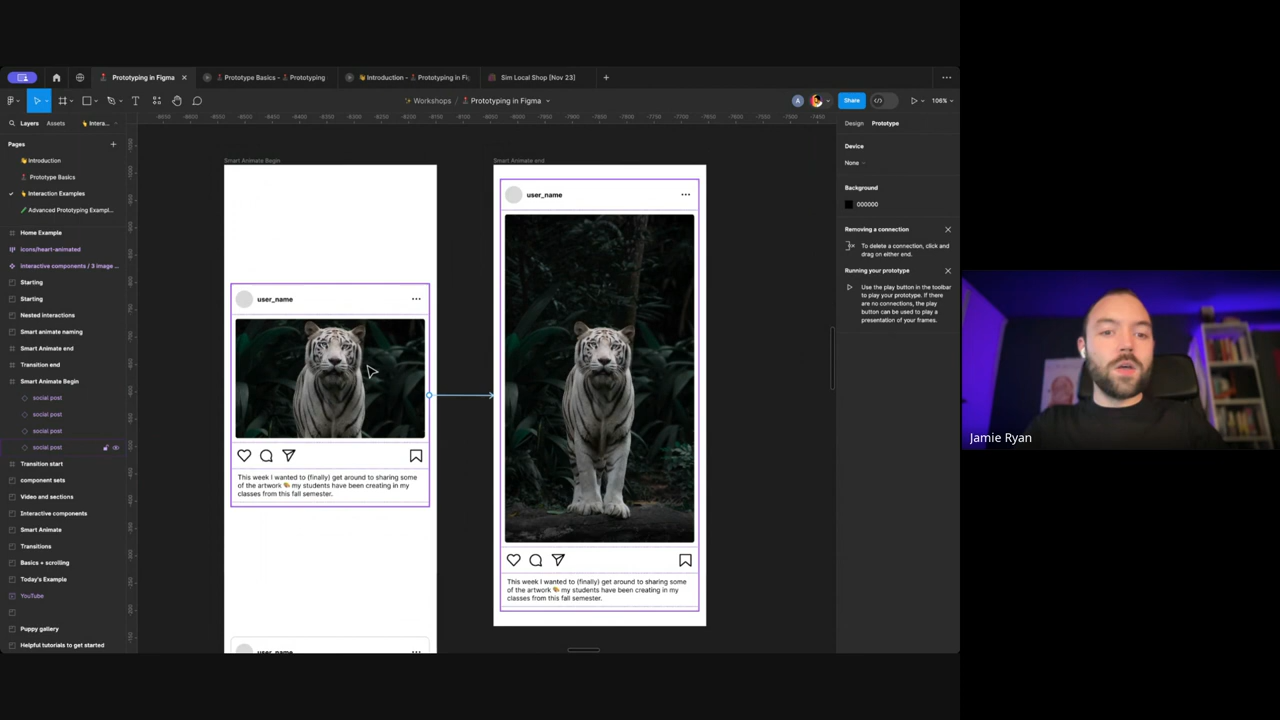 Prototyping in Figma
Prototype Basics - Prototyping
Introduction - Prototyping in Fi
Sim Local Shop [Nov 23]
Workshops / Prototyping in Figma
A
Share
106%
Layers
Assets
Intera...
Design
Prototype
Pages
Introduction
Prototype Basics
Interaction Examples
Advanced Prototyping Exampl...
Home Example
icons/heart-animated
interactive components / 3 image ...
Starting
Starting
Nested interactions
Smart animate naming
Smart Animate end
Transition end
Smart Animate Begin
social post
social post
social post
social post
Transition start
component sets
Video and sections
Interactive components
Smart Animate
Transitions
Basics + scrolling
Today's Example
YouTube
Puppy gallery
Helpful tutorials to get started
Smart Animate Begin
user_name
This week I wanted to (finally) get around to sharing some
of the artwork 🎨 my students have been creating in my
classes from this fall semester.
user_name
Smart Animate end
user_name
This week I wanted to (finally) get around to sharing some
of the artwork 🎨 my students have been creating in my
classes from this fall semester.
Device
None
Background
000000
Removing a connection
To delete a connection, click and
drag on either end.
Running your prototype
Use the play button in the toolbar
to play your prototype. If there
are no connections, the play
button can be used to play a
presentation of your frames.
Jamie Ryan